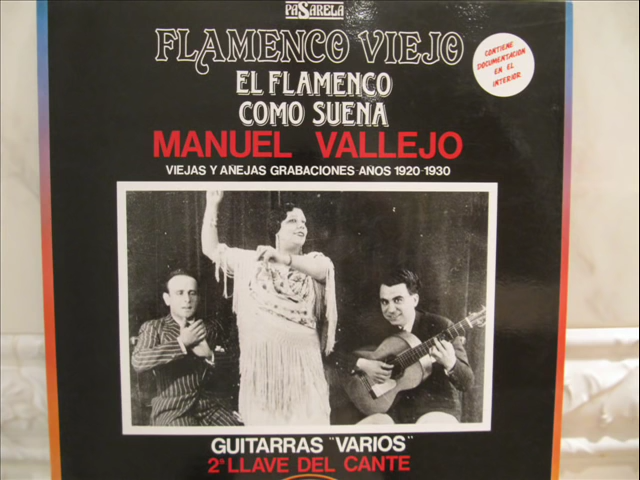 PASARELA
FLAMENCO VIEJO
EL FLAMENCO
COMO SUENA
CONTIENE
DOCUMENTACION
EN EL
INTERIOR
MANUEL VALLEJO
VIEJAS Y AÑEJAS GRABACIONES-AÑOS 1920-1930
GUITARRAS "VARIOS"
2ª LLAVE DEL CANTE